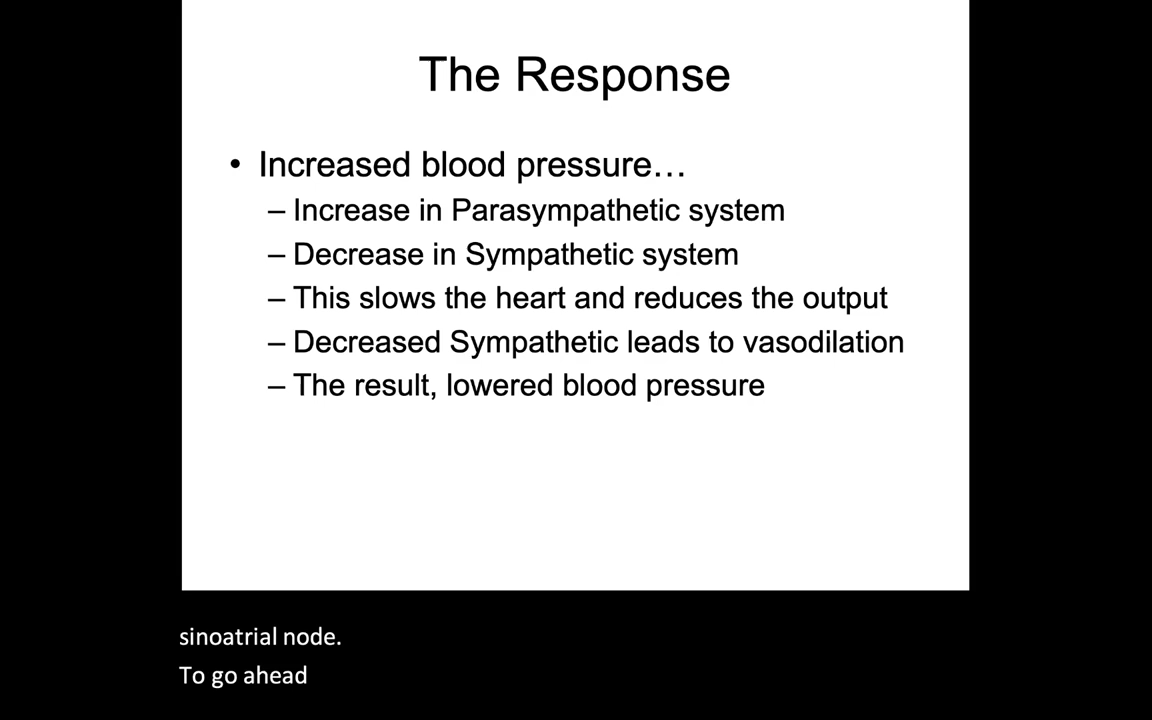 The Response
• Increased blood pressure…
– Increase in Parasympathetic system
– Decrease in Sympathetic system
– This slows the heart and reduces the output
– Decreased Sympathetic leads to vasodilation
– The result, lowered blood pressure
sinoatrial node.
To go ahead